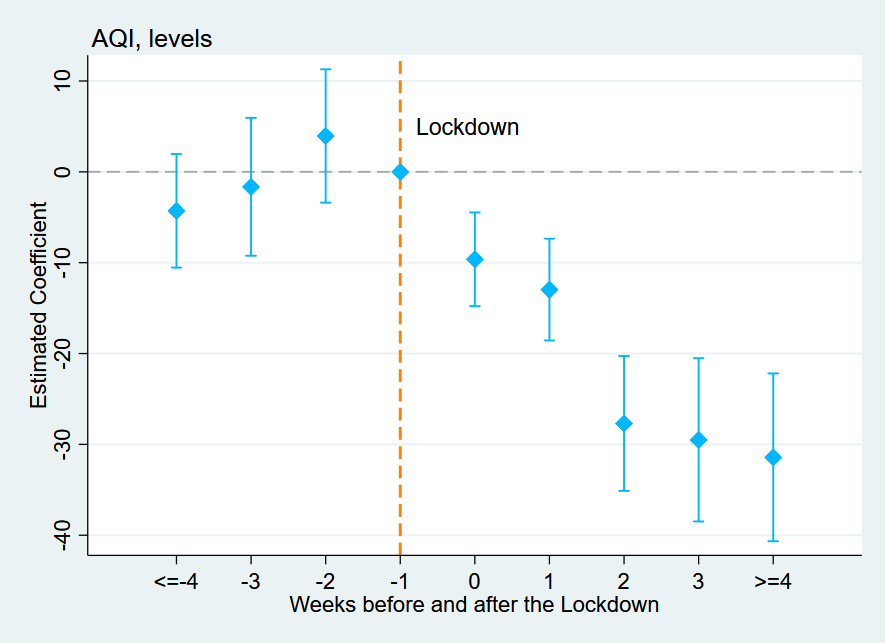 AQI, levels
10
0
-10
-20
-30
-40
Estimated Coefficient
Lockdown
<=-4 -3 -2 -1 0 1 2 3 >=4
Weeks before and after the Lockdown